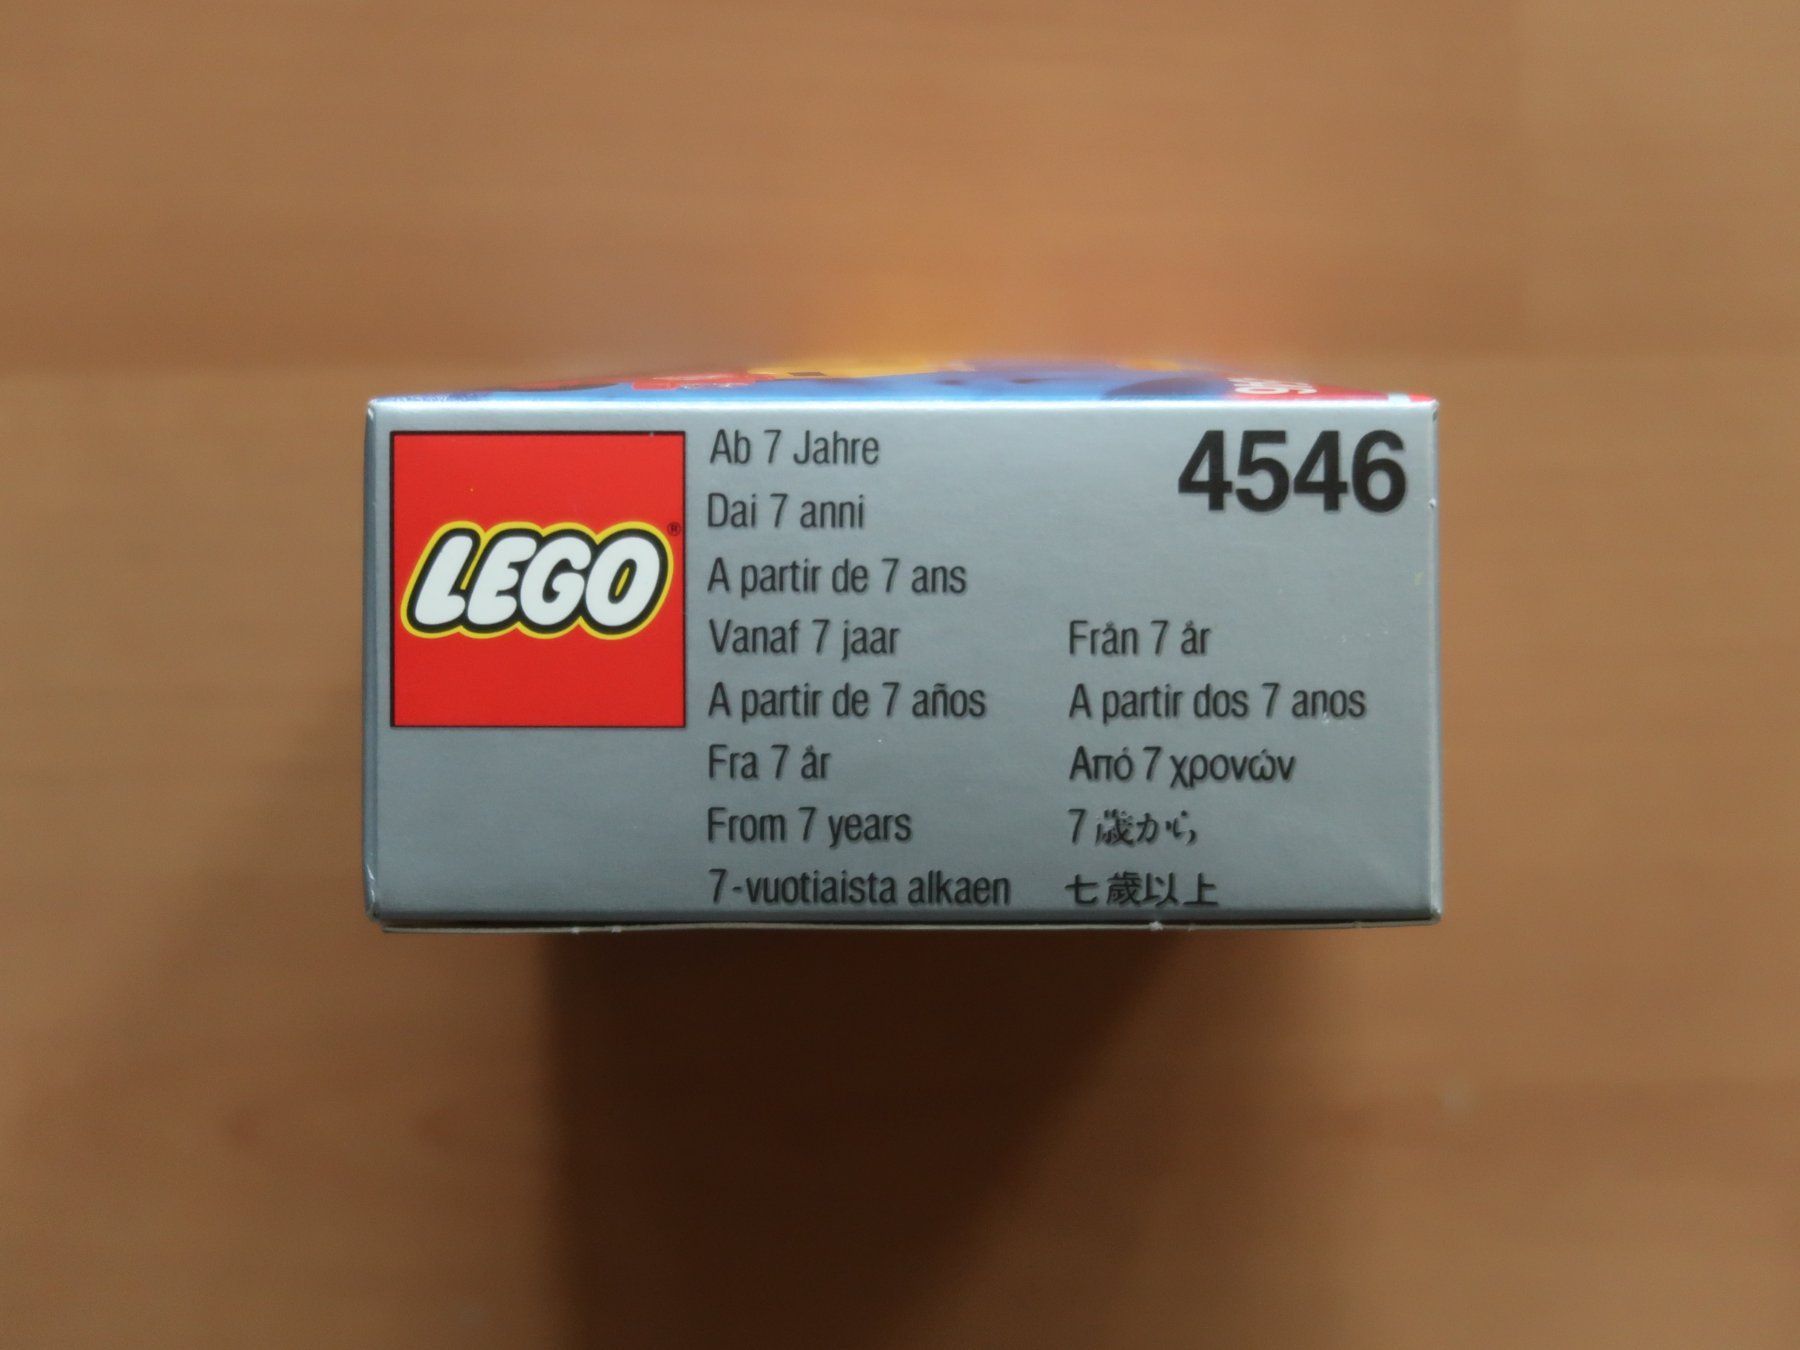 LEGO®
Ab 7 Jahre
Dai 7 anni
A partir de 7 ans
Vanaf 7 jaar
A partir de 7 años
Fra 7 år
From 7 years
7-vuotiaista alkaen
4546
Från 7 år
A partir dos 7 anos
Από 7 χρονών
7 歳から
七歲以上